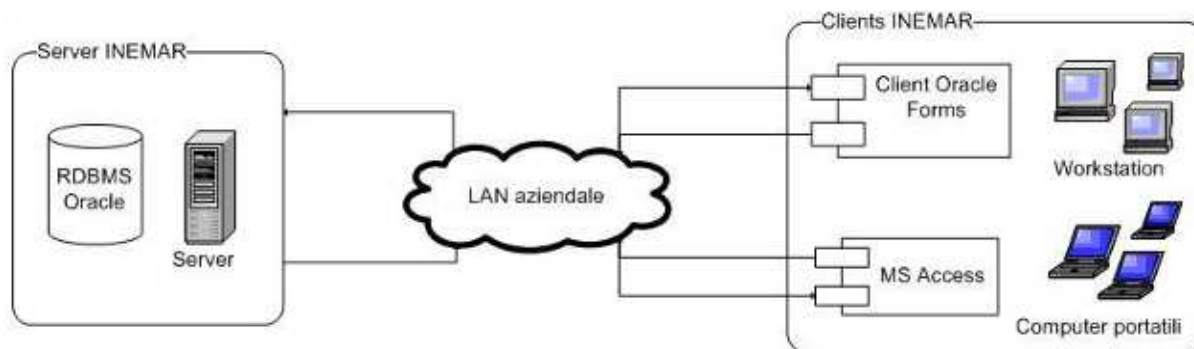 Server INEMAR
RDBMS
Oracle
Server
LAN aziendale
Clients INEMAR
Client Oracle
Forms
Workstation
MS Access
Computer portatili